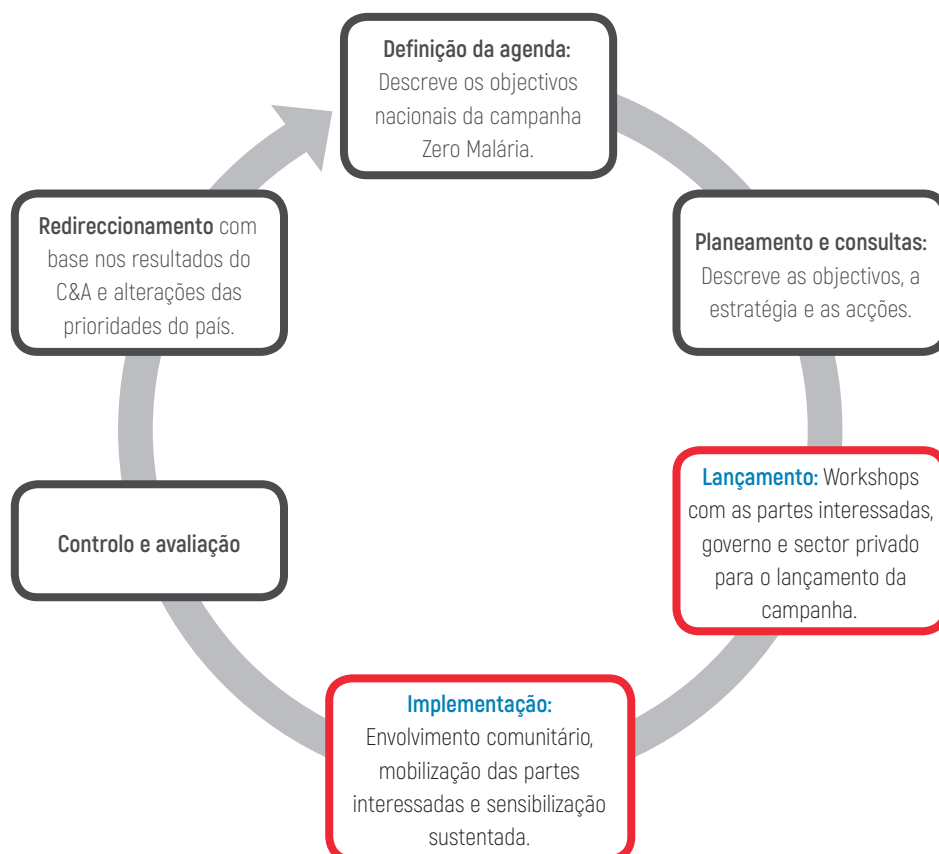 Definição da agenda:
Descreve os objectivos
nacionais da campanha
Zero Malária.
Planeamento e consultas:
Descreve as objectivos, a
estratégia e as acções.
Lançamento: Workshops
com as partes interessadas,
governo e sector privado
para o lançamento da
campanha.
Implementação:
Envolvimento comunitário,
mobilização das partes
interessadas e sensibilização
sustentada.
Controlo e avaliação
Redireccionamento com
base nos resultados do
C&A e alterações das
prioridades do país.